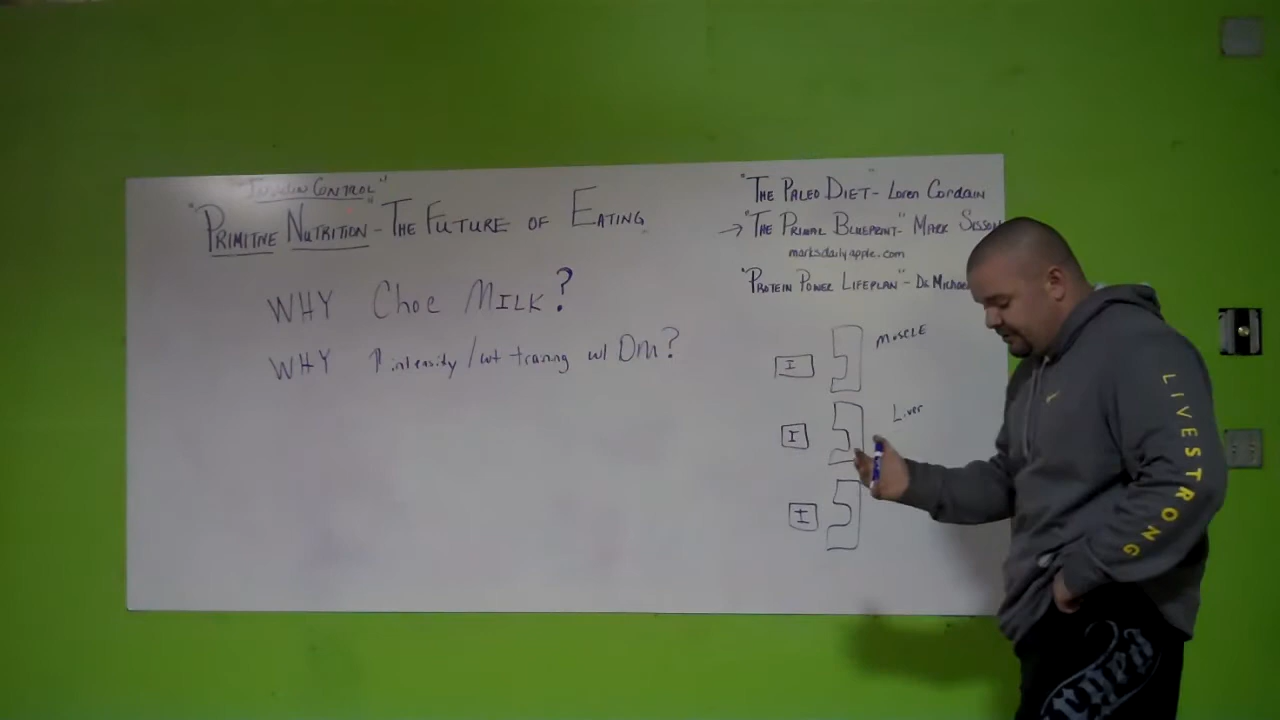 "Insulin Control"
"Primitive Nutrition" - The Future of Eating
WHY Choc Milk?
WHY ↑ intensity / wt training w/ Dm?
"The Paleo Diet" - Loren Cordain
→ "The Primal Blueprint" - Mark Sisson
marksdailyapple.com
"Protein Power Lifeplan" - Dr. Michae
I
Muscle
I
Liver
I
LIVESTRONG